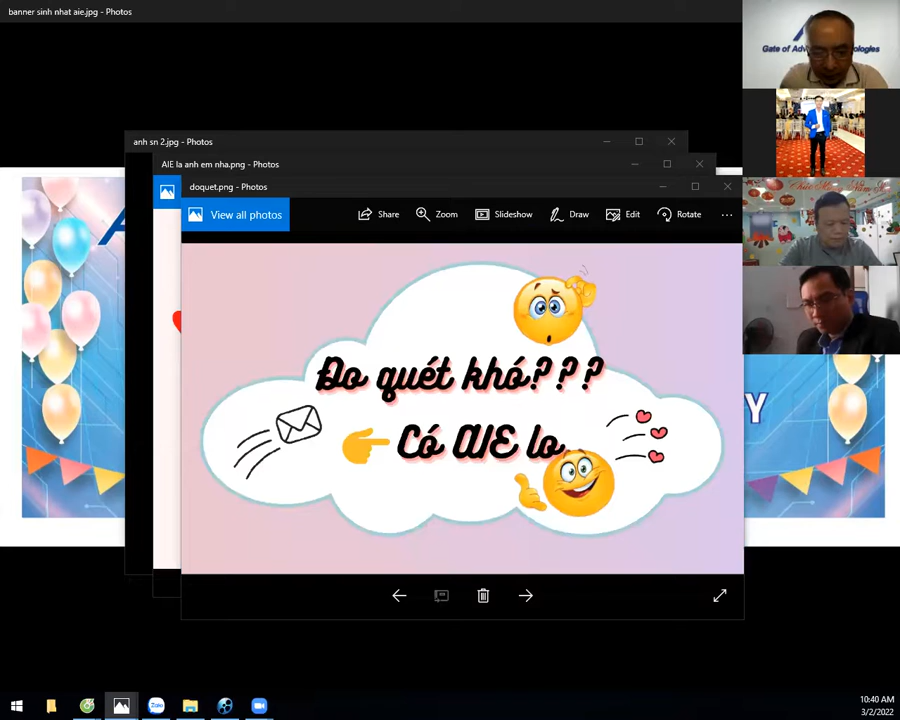 banner sinh nhat aie.jpg - Photos
Gate of Adv
ologies
anh sn 2.jpg - Photos
AIE la anh em nha.png - Photos
doquet.png - Photos
View all photos
Share
Zoom
Slideshow
Draw
Edit
Rotate
Đo quét khó???
Có AIE lo
Y
10:40 AM
3/2/2022